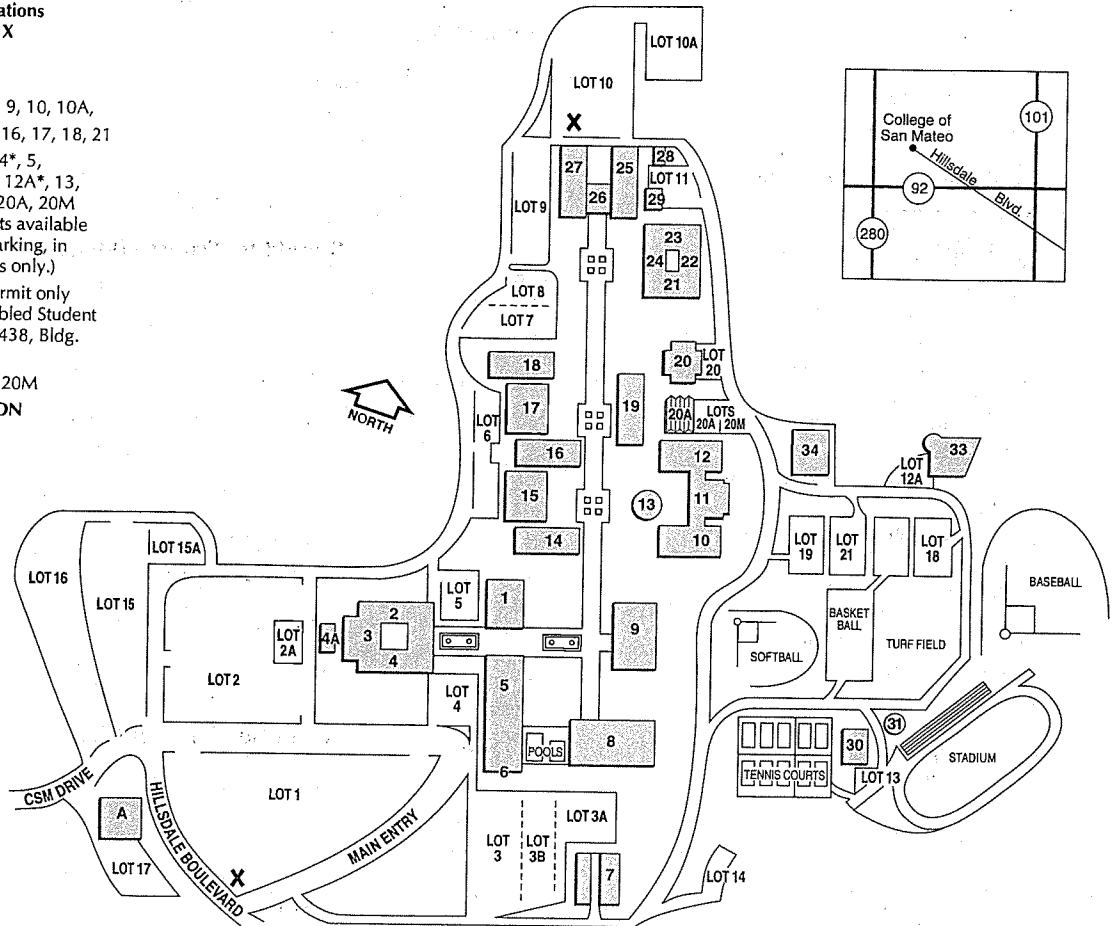 ations
X
9, 10, 10A,
16, 17, 18, 21
4*, 5,
12A*, 13,
20A, 20M
ts available
arking, in
s only.)
rmit only
bled Student
438, Bldg.
20M
ON
LOT 10A
LOT 10
X
27
26
25
28
LOT 11
29
LOT 9
23
24
22
21
LOT 8
LOT 7
18
20
LOT
20
17
19
20A
LOTS
20A
20M
LOT
6
16
12
15
13
11
14
10
NORTH
101
College of
San Mateo
Hillsdale
Blvd.
92
280
34
33
LOT
12A
LOT
19
LOT
21
LOT
18
BASEBALL
BASKET
BALL
TURF FIELD
SOFTBALL
LOT 16
LOT 15
LOT 15A
LOT
5
1
2
3
4
4A
LOT
2A
LOT 2
9
LOT
4
5
6
POOLS
8
31
30
STADIUM
TENNIS COURTS
LOT 13
CSM DRIVE
A
LOT 17
HILLSDALE BOULEVARD
LOT 1
MAIN ENTRY
X
LOT
3
LOT
3B
LOT 3A
7
LOT 14